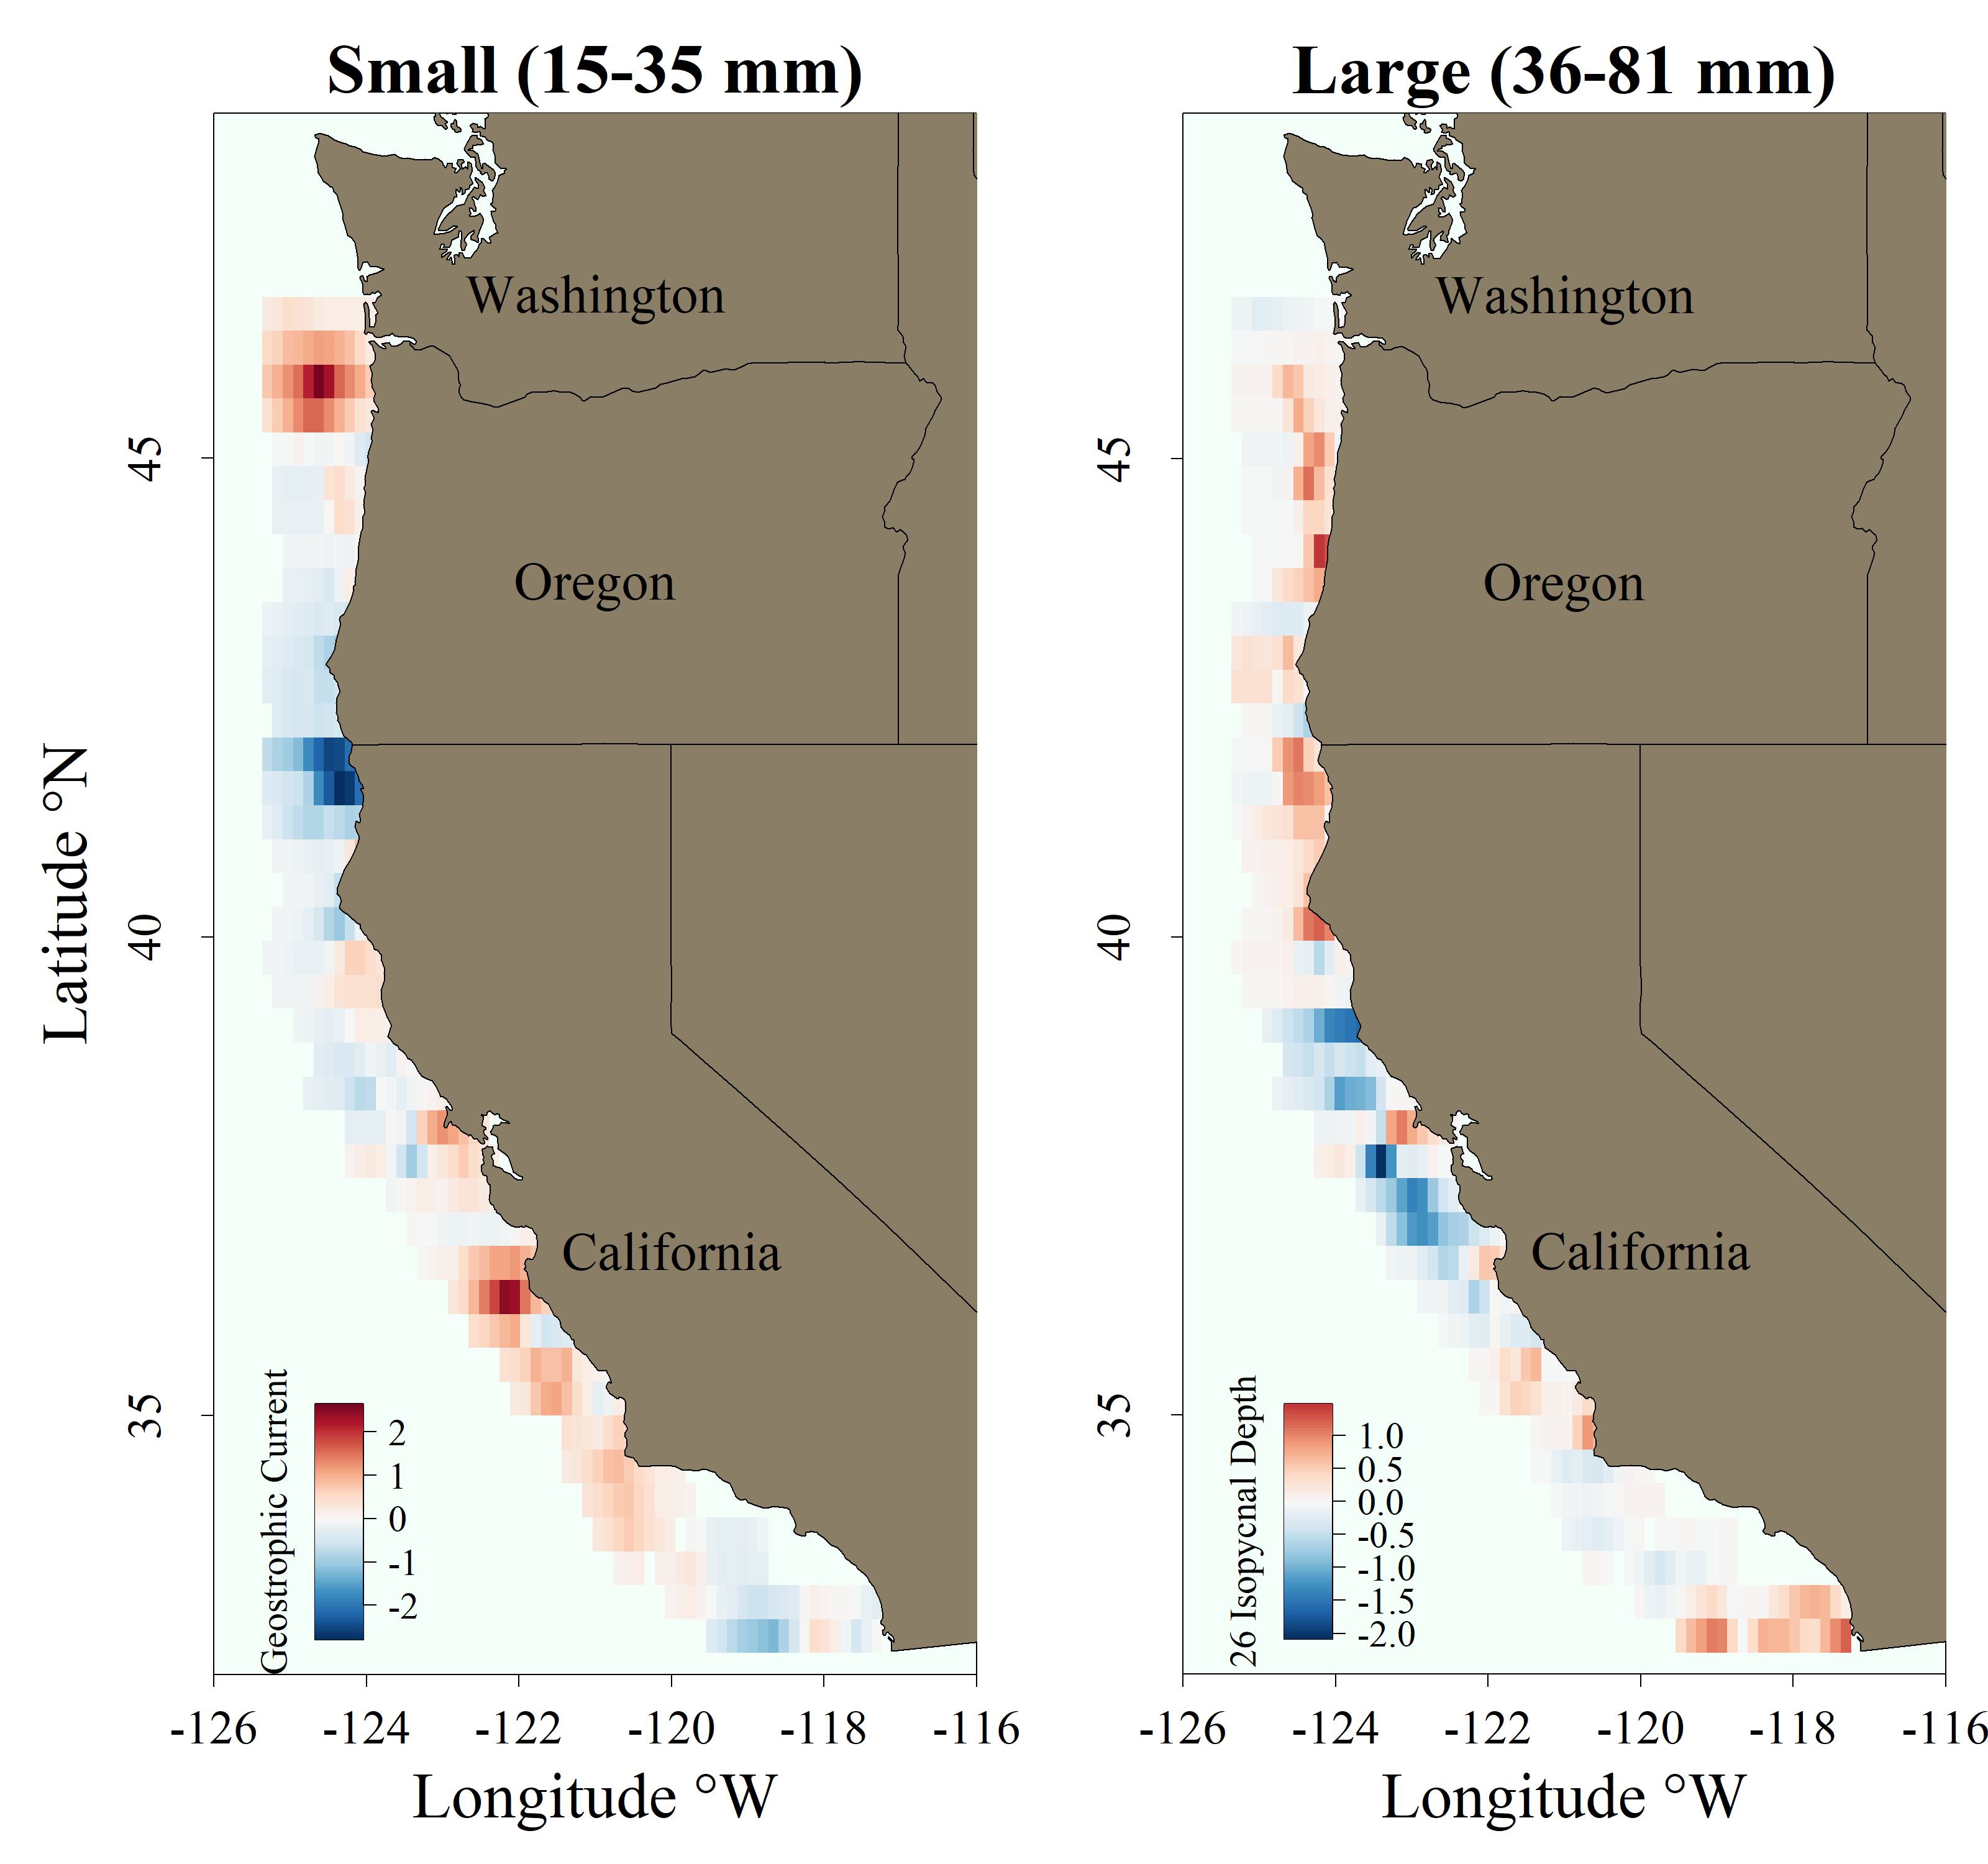 Small (15-35 mm)
Large (36-81 mm)
Washington
Oregon
California
Geostrophic Current
2
1
0
-1
-2
Latitude °N
45
40
35
-126
-124
-122
-120
-118
-116
Longitude °W
Washington
Oregon
California
26 Isopycnal Depth
1.0
0.5
0.0
-0.5
-1.0
-1.5
-2.0
45
40
35
-126
-124
-122
-120
-118
-116
Longitude °W